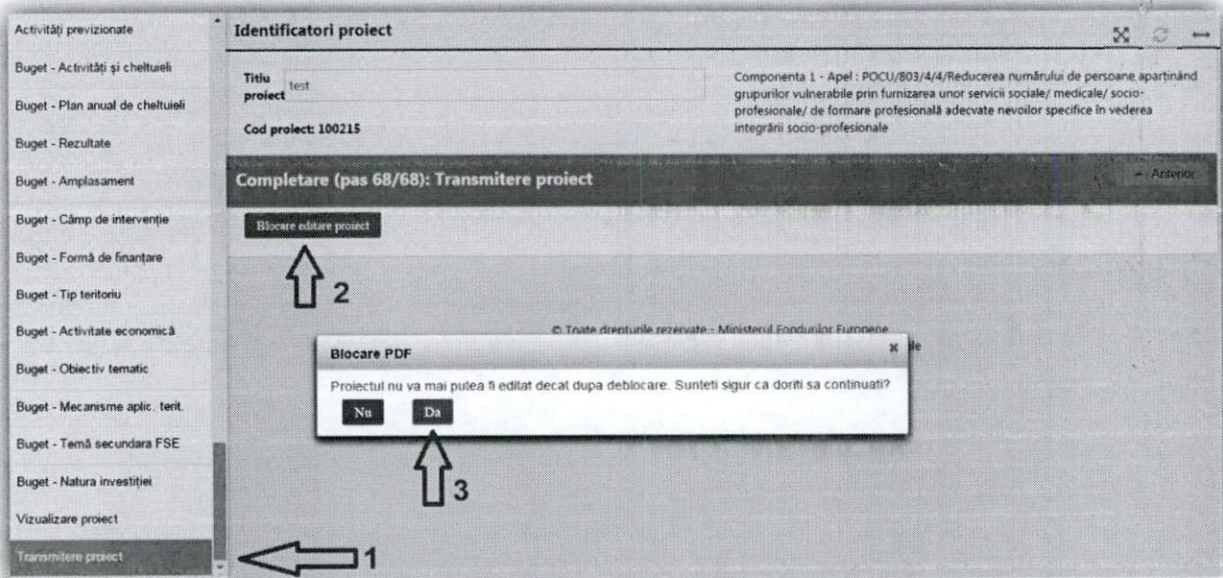 Activități previzionate
Buget - Activități și cheltuieli
Buget - Plan anual de cheltuieli
Buget - Rezultate
Buget - Amplasament
Buget - Câmp de intervenție
Buget - Formă de finanțare
Buget - Tip teritoriu
Buget - Activitate economică
Buget - Obiectiv tematic
Buget - Mecanisme aplic. terit.
Buget - Temă secundara FSE
Buget - Natura investiției
Vizualizare proiect
Transmitere proiect
1
Identificatori proiect
Titlu proiect
test
Cod proiect: 100215
Componenta 1 - Apel : POCU/803/4/4/Reducerea numărului de persoane aparținând
grupurilor vulnerabile prin furnizarea unor servicii sociale/ medicale/ socio-
profesionale/ de formare profesională adecvate nevoilor specifice în vederea
integrării socio-profesionale
Completare (pas 68/68): Transmitere proiect
Anterior
Blocare editare proiect
2
© Toate drepturile rezervate - Ministerul Fondurilor Europene
Blocare PDF
x
Proiectul nu va mai putea fi editat decat dupa deblocare. Sunteti sigur ca doriti sa continuati?
Nu Da
3